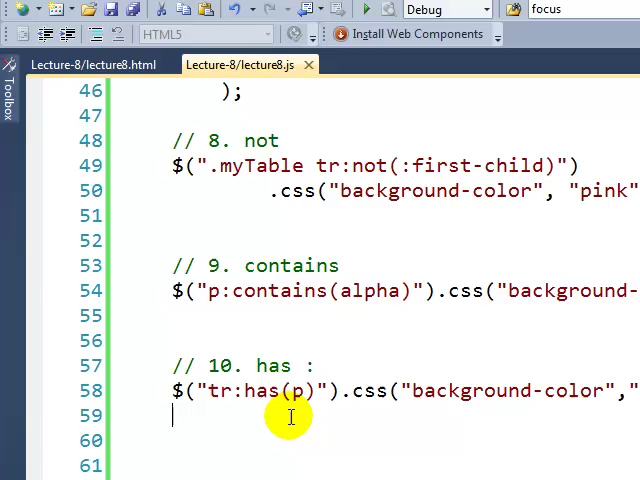 Debug
focus
HTML5
Install Web Components
Lecture-8/lecture8.html
Lecture-8/lecture8.js
Toolbox
46 );
47
48 // 8. not
49 $(".myTable tr:not(:first-child)")
50 .css("background-color", "pink"
51
52
53 // 9. contains
54 $("p:contains(alpha)").css("background-
55
56
57 // 10. has :
58 $("tr:has(p)").css("background-color","
59
60
61